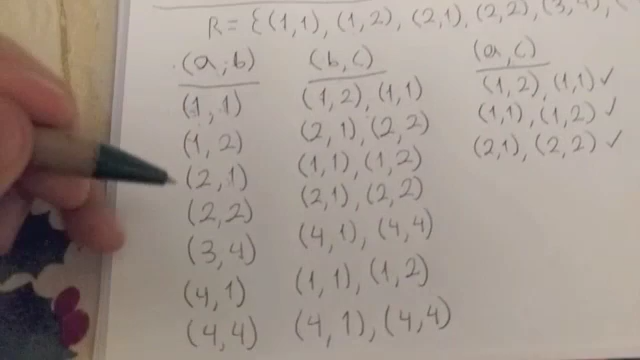 R = {(1,1), (1,2), (2,1), (2,2), (3,4), (
(a,b) (b,c) (a,c)
(1,1) (1,2), (1,1) (1,2), (1,1) ✓
(1,2) (2,1), (2,2) (1,1), (1,2) ✓
(2,1) (1,1), (1,2) (2,1), (2,2) ✓
(2,2) (2,1), (2,2)
(3,4) (4,1), (4,4)
(4,1) (1,1), (1,2)
(4,4) (4,1), (4,4)